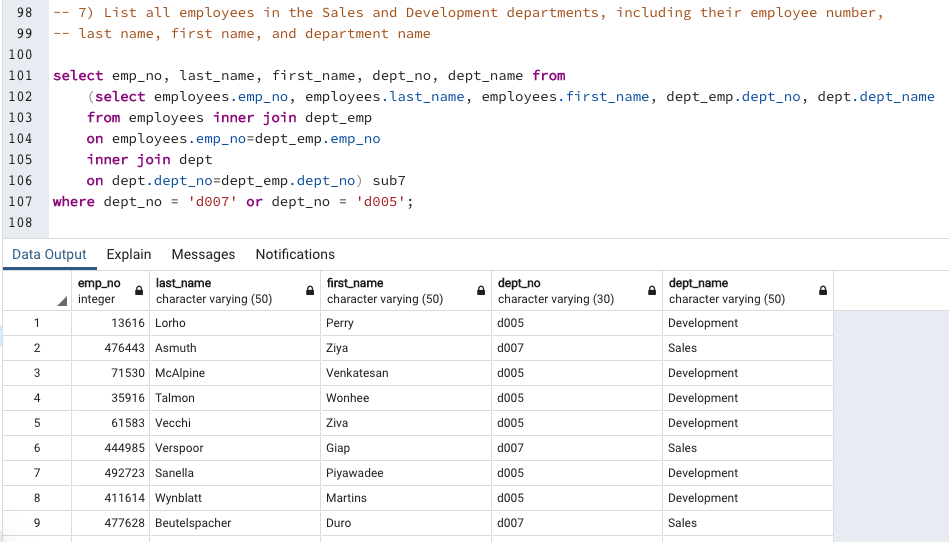 98 -- 7) List all employees in the Sales and Development departments, including their employee number,
99 -- last name, first name, and department name
100
101 select emp_no, last_name, first_name, dept_no, dept_name from
102 (select employees.emp_no, employees.last_name, employees.first_name, dept_emp.dept_no, dept.dept_name
103 from employees inner join dept_emp
104 on employees.emp_no=dept_emp.emp_no
105 inner join dept
106 on dept.dept_no=dept_emp.dept_no) sub7
107 where dept_no = 'd007' or dept_no = 'd005';
108
Data Output Explain Messages Notifications
emp_no last_name first_name dept_no dept_name
integer character varying (50) character varying (50) character varying (30) character varying (50)
1 13616 Lorho Perry d005 Development
2 476443 Asmuth Ziya d007 Sales
3 71530 McAlpine Venkatesan d005 Development
4 35916 Talmon Wonhee d005 Development
5 61583 Vecchi Ziva d005 Development
6 444985 Verspoor Giap d007 Sales
7 492723 Sanella Piyawadee d005 Development
8 411614 Wynblatt Martins d005 Development
9 477628 Beutelspacher Duro d007 Sales